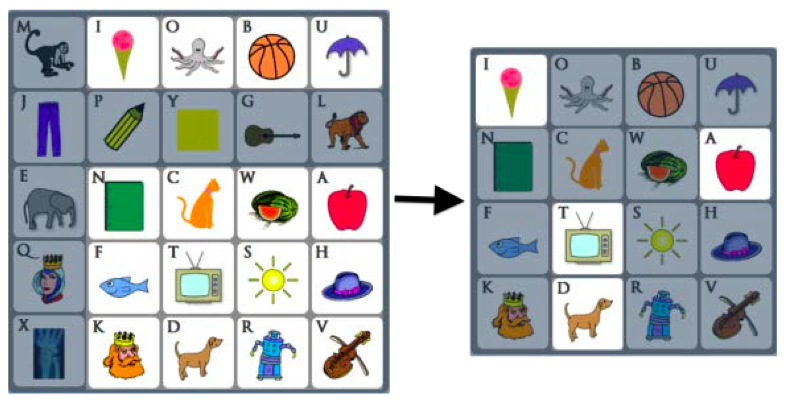 M I O B U
J P Y G L
E N C W A
Q F T S H
X K D R V
I O B U
N C W A
F T S H
K D R V